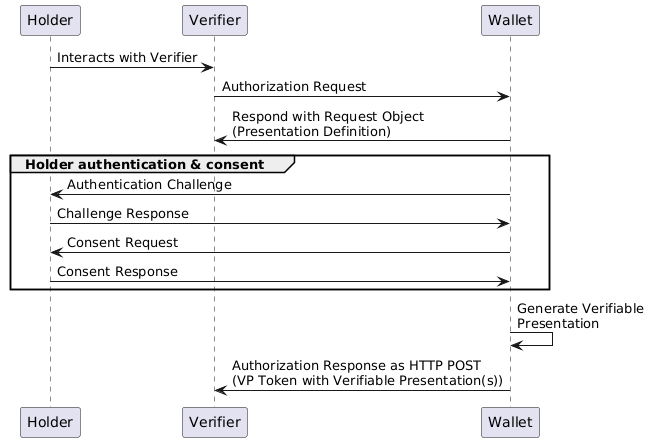 Holder
Verifier
Wallet
Interacts with Verifier
Authorization Request
Respond with Request Object
(Presentation Definition)
Holder authentication & consent
Authentication Challenge
Challenge Response
Consent Request
Consent Response
Generate Verifiable
Presentation
Authorization Response as HTTP POST
(VP Token with Verifiable Presentation(s))
Holder
Verifier
Wallet